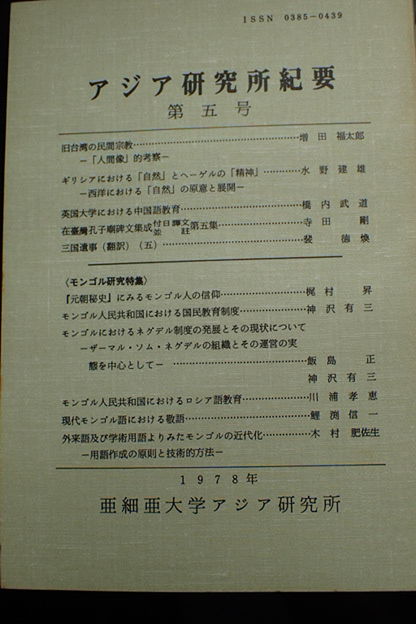 ISSN 0385-0439
アジア研究所紀要
第五号
旧台湾の民間宗教…増田福太郎
−「人間像」的考察−
ギリシアにおける「自然」とヘーゲルの「精神」…水野建雄
−西洋における「自然」の原意と展開−
英国大学における中国語教育…橋内武道
在臺灣孔子廟碑文集成付日譯文並註第五集…寺田剛
三国遺事(翻訳)(五)…裴德煥
〈モンゴル研究特集〉
『元朝秘史』にみるモンゴル人の信仰…梶村昇
モンゴル人民共和国における国民教育制度…神沢有三
モンゴルにおけるネグデル制度の発展とその現状について
−ザーマル・ソム・ネグデルの組織とその運営の実
態を中心として−…飯島正
神沢有三
モンゴル人民共和国におけるロシア語教育…川浦孝恵
現代モンゴル語における敬語…鯉渕信一
外来語及び学術用語よりみたモンゴルの近代化…木村肥佐生
−用語作成の原則と技術的方法−
1978年
亜細亜大学アジア研究所